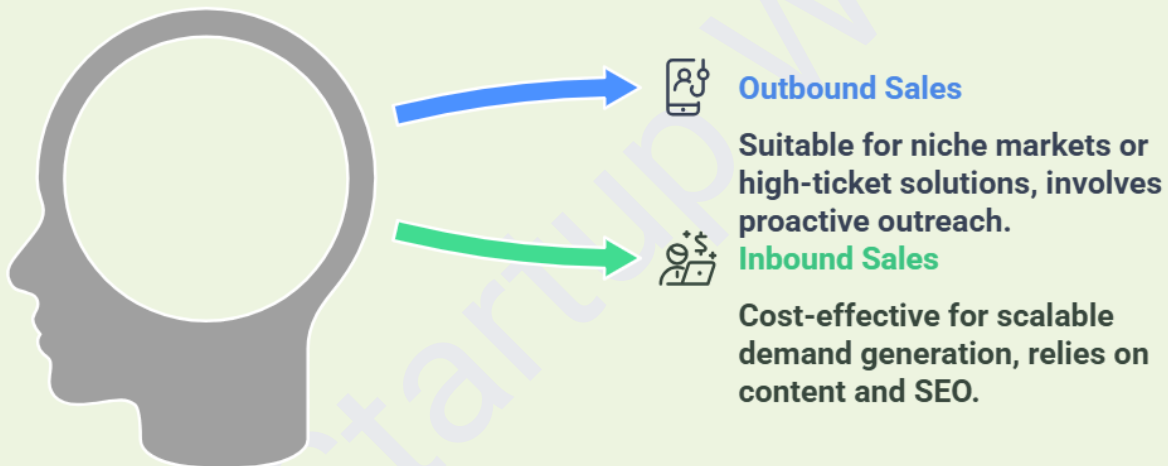 Outbound Sales
Suitable for niche markets or
high-ticket solutions, involves
proactive outreach.
Inbound Sales
Cost-effective for scalable
demand generation, relies on
content and SEO.